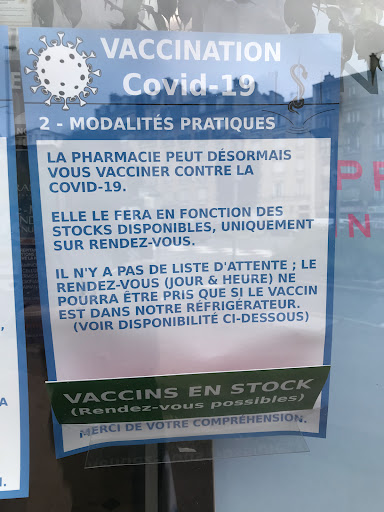 VACCINATION
Covid-19
2 - MODALITÉS PRATIQUES
LA PHARMACIE PEUT DÉSORMAIS
VOUS VACCINER CONTRE LA
COVID-19.
ELLE LE FERA EN FONCTION DES
STOCKS DISPONIBLES, UNIQUEMENT
SUR RENDEZ-VOUS.
IL N'Y A PAS DE LISTE D'ATTENTE ; LE
RENDEZ-VOUS (JOUR & HEURE) NE
POURRA ÊTRE PRIS QUE SI LE VACCIN
EST DANS NOTRE RÉFRIGÉRATEUR.
(VOIR DISPONIBILITÉ CI-DESSOUS)
VACCINS EN STOCK
(Rendez-vous possibles)
MERCI DE VOTRE COMPRÉHENSION.